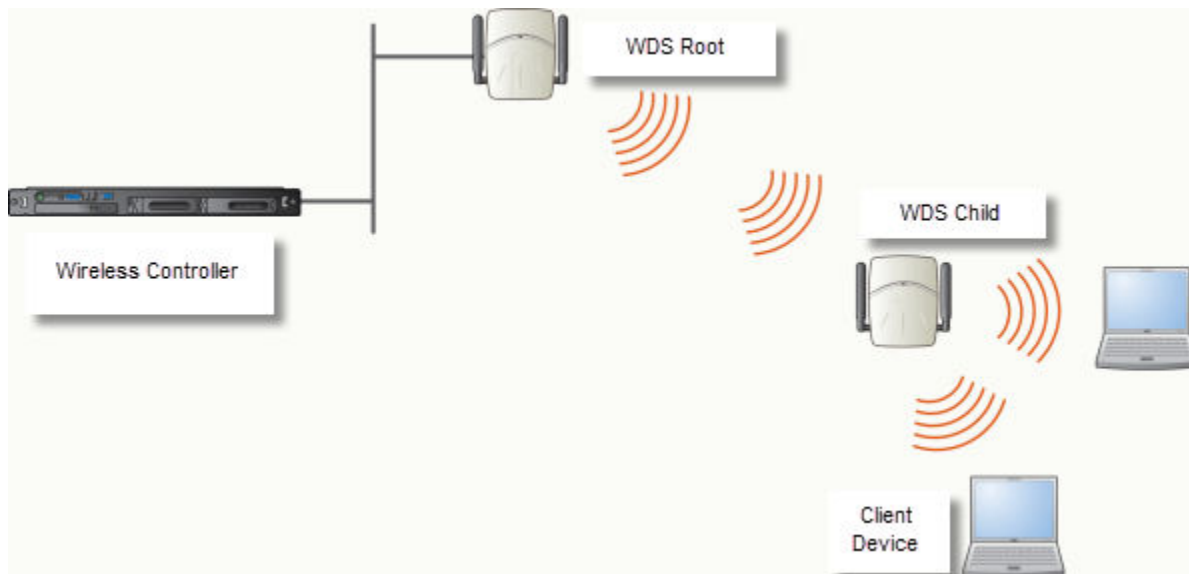 WDS Root
WDS Child
Wireless Controller
Client
Device